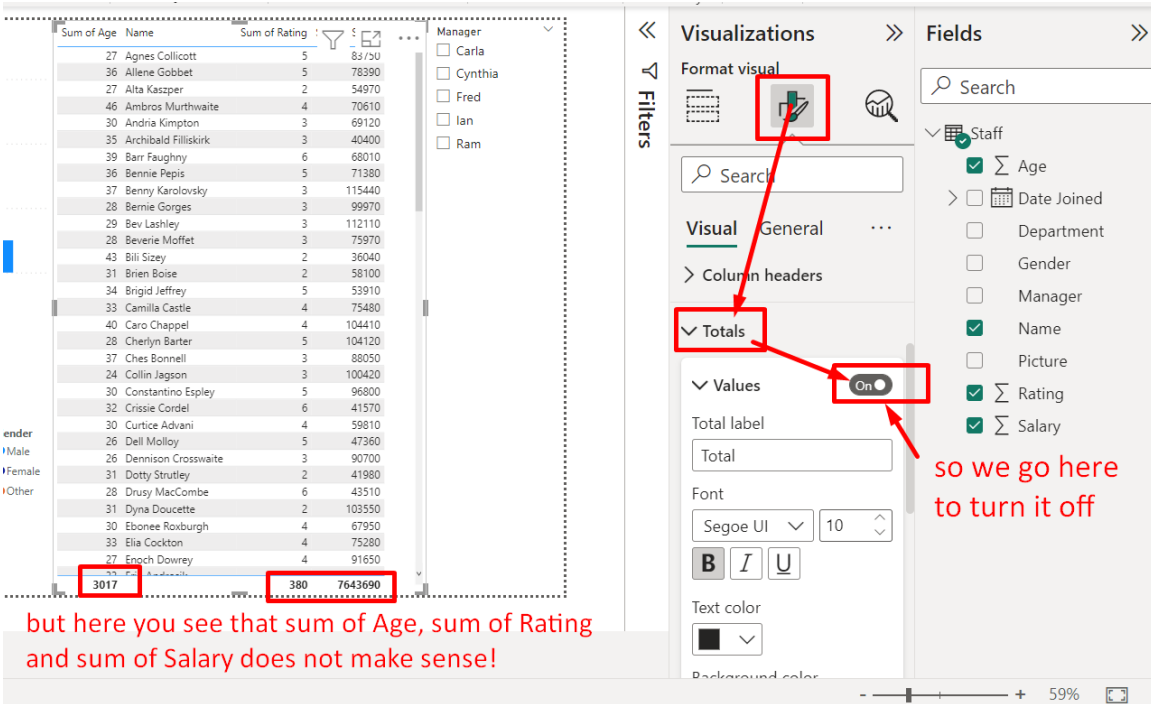 Sum of Age Name Sum of Rating S
27 Agnes Collicott 5 83750
36 Allene Gobbet 5 78390
27 Alta Kaszper 2 54970
46 Ambros Murthwaite 4 70610
30 Andria Kimpton 3 69120
35 Archibald Filliskirk 3 40400
39 Barr Faughny 6 68010
36 Bennie Pepis 5 71380
37 Benny Karolovsky 3 115440
28 Bernie Gorges 3 99970
29 Bev Lashley 3 112110
28 Beverie Moffet 3 75970
43 Bili Sizey 2 36040
31 Brien Boise 2 58100
34 Brigid Jeffrey 5 53910
33 Camilla Castle 4 75480
40 Caro Chappel 4 104410
28 Cherlyn Barter 5 104120
37 Ches Bonnell 3 88050
24 Collin Jagson 3 100420
30 Constantino Espley 5 96800
32 Crissie Cordel 6 41570
30 Curtice Advani 4 59810
26 Dell Molloy 5 47360
26 Dennison Crosswaite 3 90700
31 Dotty Strutley 2 41980
28 Drusy MacCombe 6 43510
31 Dyna Doucette 2 103550
30 Ebonee Roxburgh 4 67950
33 Elia Cockton 4 75280
27 Enoch Dowrey 4 91650
3017 380 7643690
ender
Male
Female
Other
but here you see that sum of Age, sum of Rating
and sum of Salary does not make sense!
Manager
Carla
Cynthia
Fred
Ian
Ram
Filters
Visualizations
Format visual
Search
Visual General
Column headers
Totals
Values On
Total label
Total
Font
Segoe UI 10
B I U
Text color
Background color
Fields
Search
Staff
Age
Date Joined
Department
Gender
Manager
Name
Picture
Rating
Salary
so we go here
to turn it off
- + 59%